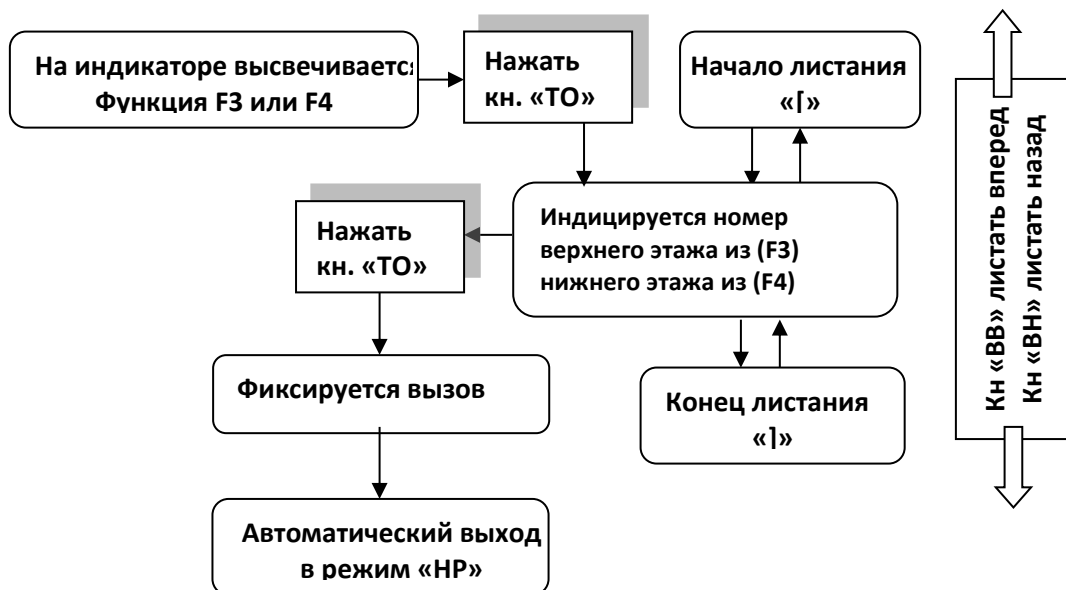 На индикаторе высвечивается
Функция F3 или F4
Нажать
кн. «ТО»
Начало листания
«⌈»
Индицируется номер
верхнего этажа из (F3)
нижнего этажа из (F4)
Нажать
кн. «ТО»
Фиксируется вызов
Конец листания
«⌉»
Автоматический выход
в режим «НР»
Кн «ВВ» листать вперед
Кн «ВН» листать назад